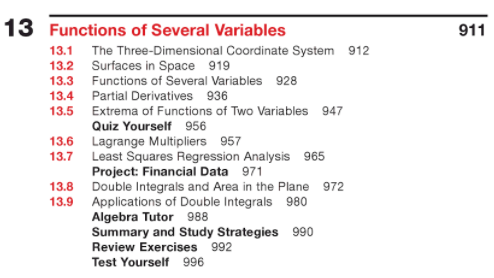 13 Functions of Several Variables 911
13.1 The Three-Dimensional Coordinate System 912
13.2 Surfaces in Space 919
13.3 Functions of Several Variables 928
13.4 Partial Derivatives 936
13.5 Extrema of Functions of Two Variables 947
Quiz Yourself 956
13.6 Lagrange Multipliers 957
13.7 Least Squares Regression Analysis 965
Project: Financial Data 971
13.8 Double Integrals and Area in the Plane 972
13.9 Applications of Double Integrals 980
Algebra Tutor 988
Summary and Study Strategies 990
Review Exercises 992
Test Yourself 996